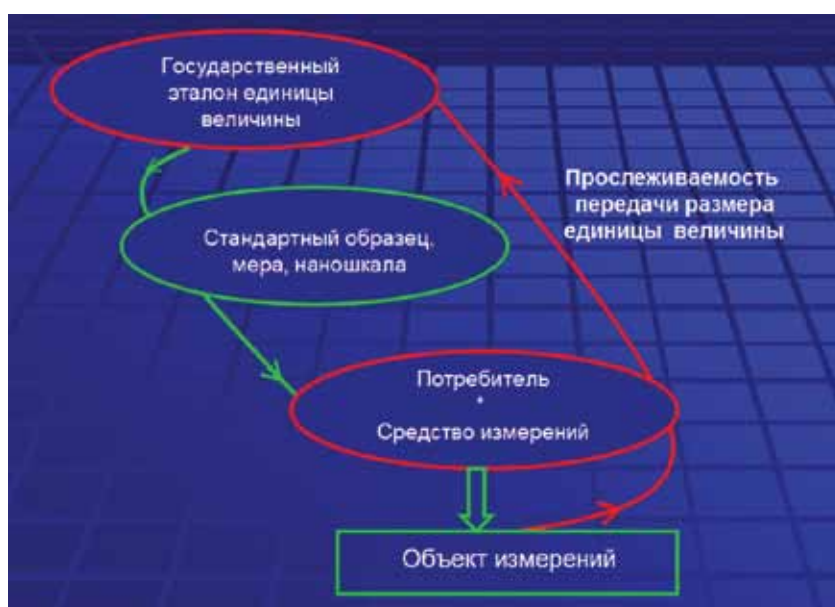 Государственный
эталон единицы
величины
Прослеживаемость
передачи размера
единицы величины
Стандартный образец,
мера, наношкала
Потребитель
*
Средство измерений
Объект измерений